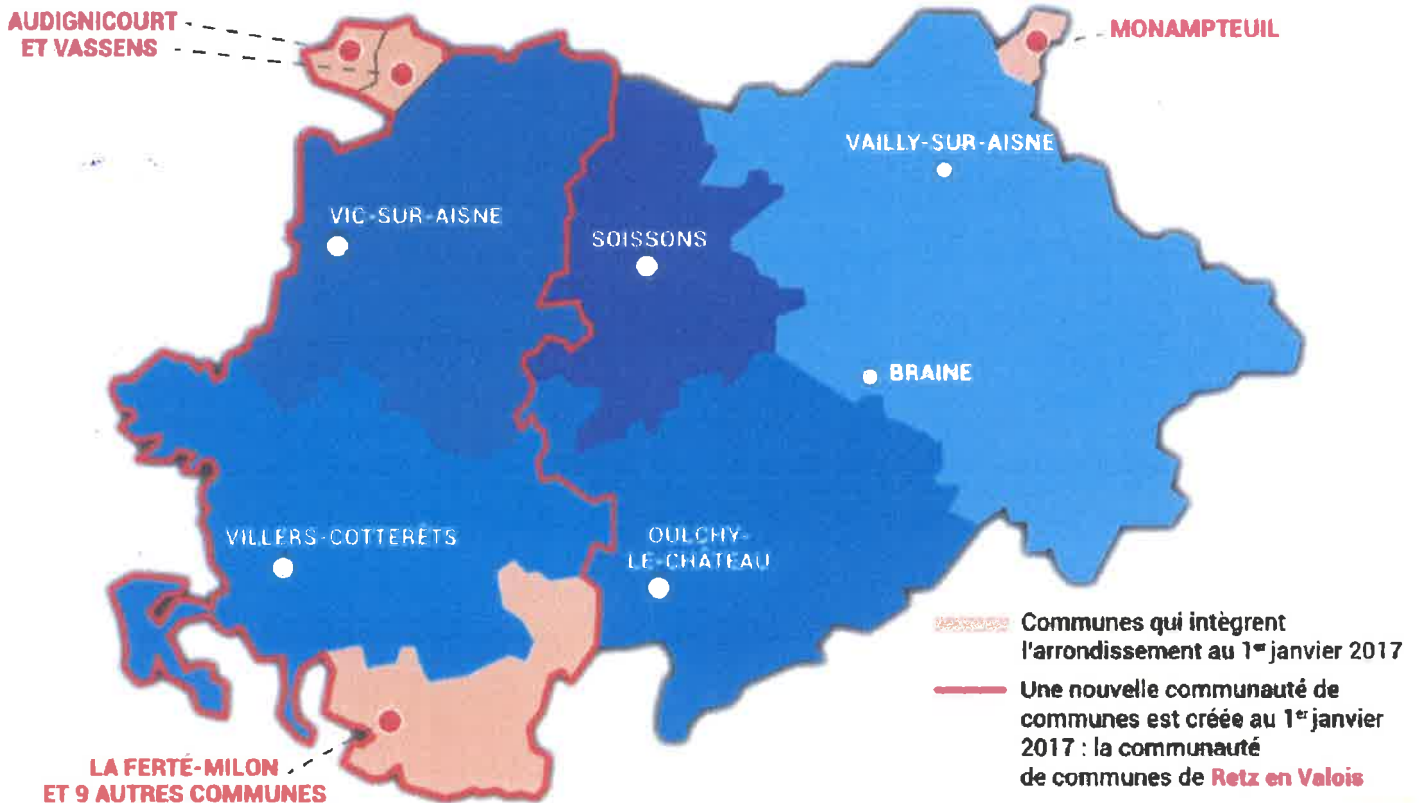 AUDIGNICOURT
ET VASSENS
MONAMPTEUIL
VAILLY-SUR-AISNE
VIC-SUR-AISNE
SOISSONS
BRAINE
VILLERS-COTTERÊTS
OULCHY-
LE-CHÂTEAU
LA FERTÉ-MILON
ET 9 AUTRES COMMUNES
Communes qui intègrent
l'arrondissement au 1er janvier 2017
Une nouvelle communauté de
communes est créée au 1er janvier
2017 : la communauté
de communes de Retz en Valois